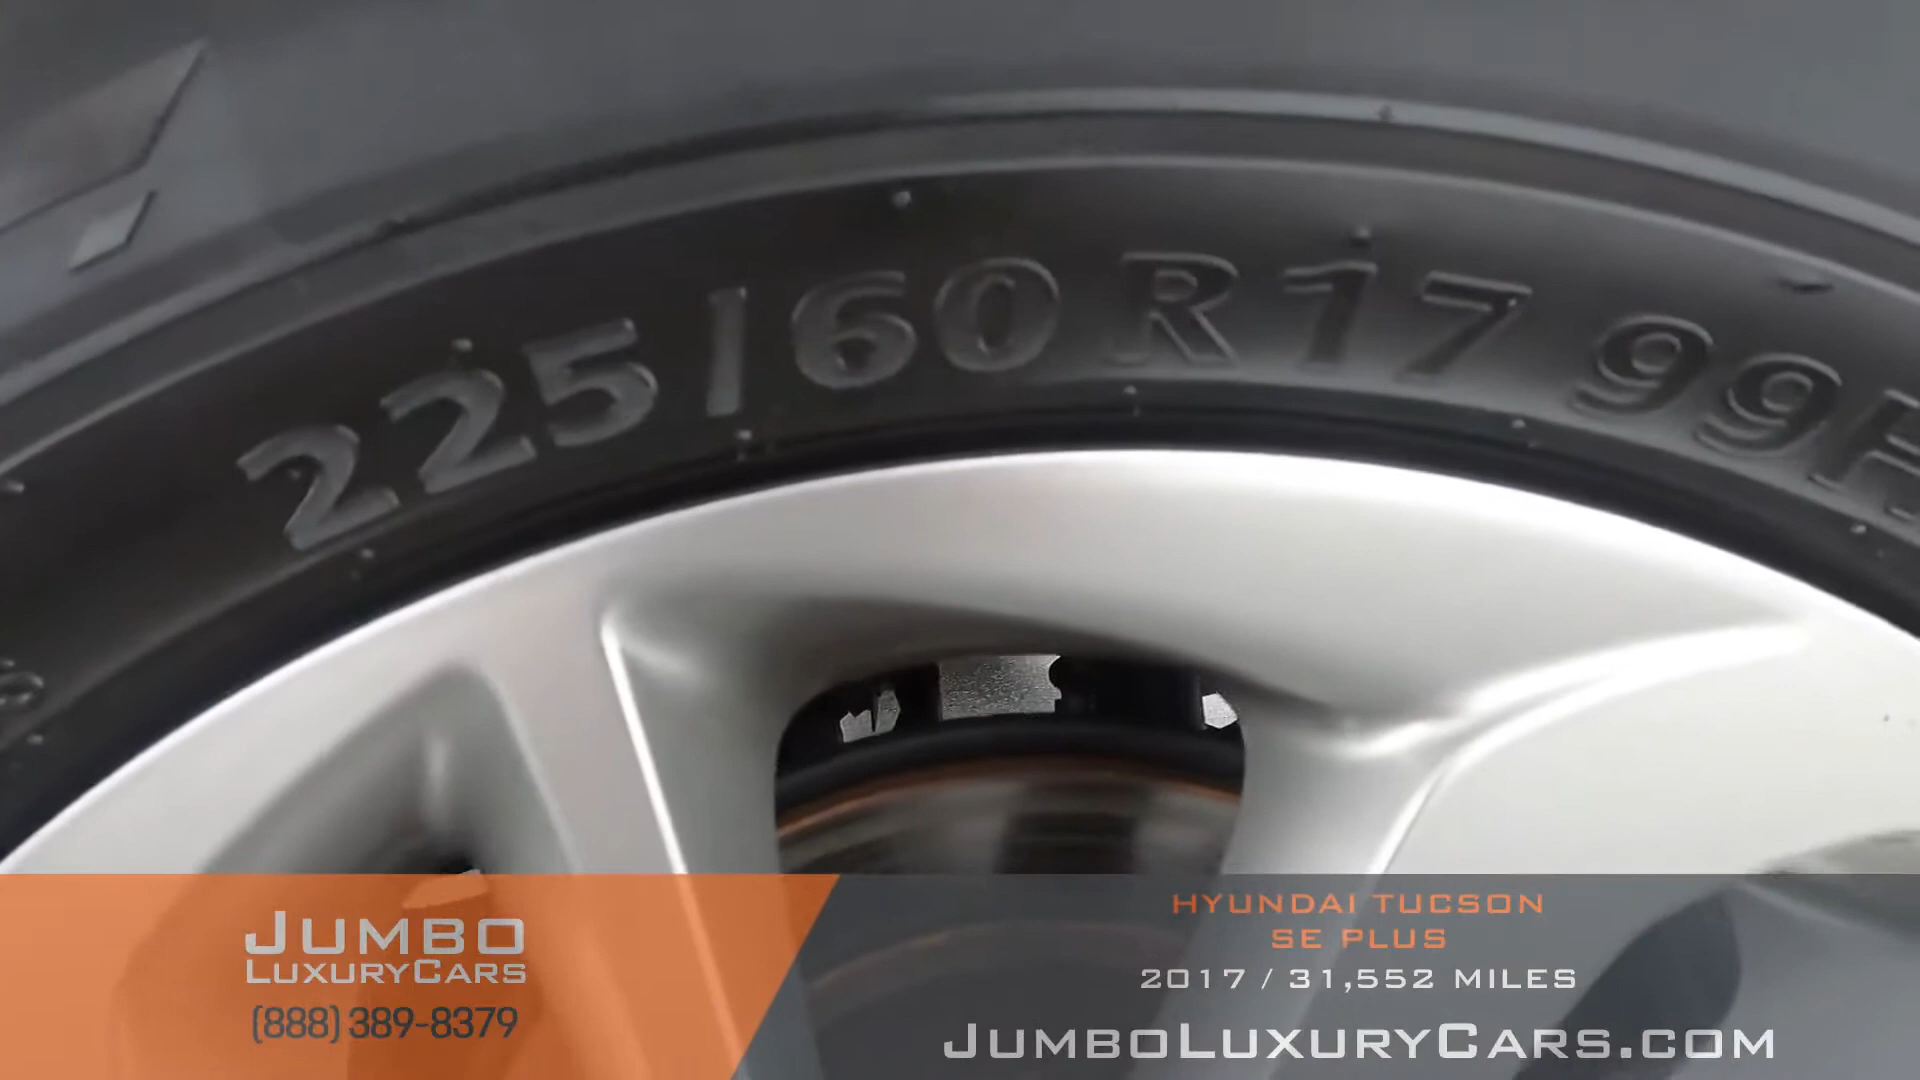 225/60 R17 99H
JUMBO
LUXURYCARS
(888) 389-8379
HYUNDAI TUCSON
SE PLUS
2017 / 31,552 MILES
JUMBOLUXURYCARS.COM